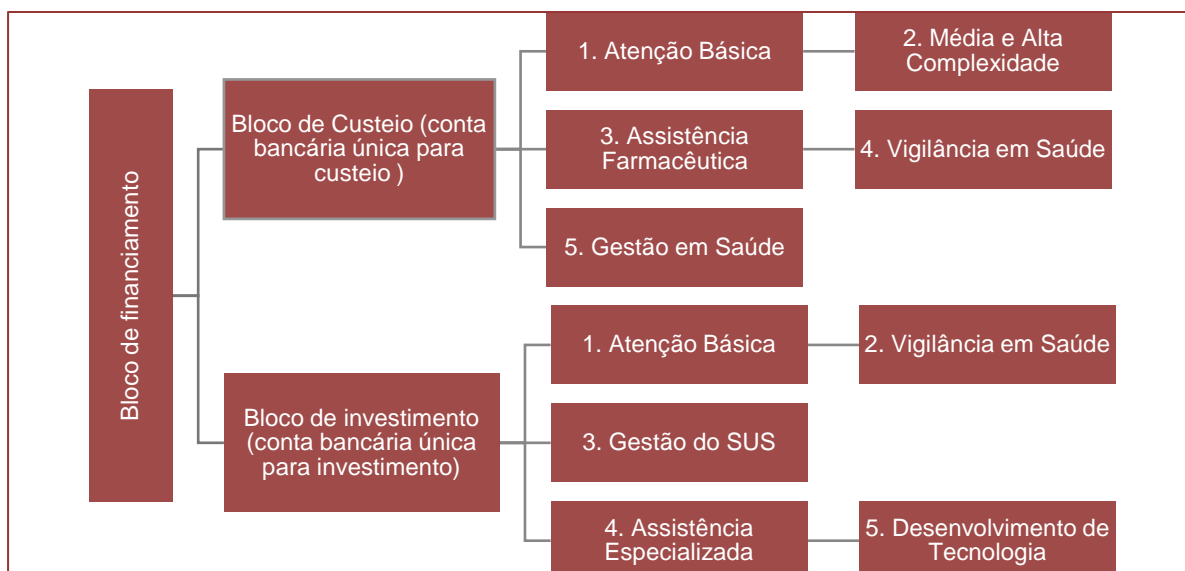 Bloco de financiamento
Bloco de Custeio (conta
bancária única para
custeio )
1. Atenção Básica
2. Média e Alta
Complexidade
3. Assistência
Farmacêutica
4. Vigilância em Saúde
5. Gestão em Saúde
Bloco de investimento
(conta bancária única
para investimento)
1. Atenção Básica
2. Vigilância em Saúde
3. Gestão do SUS
4. Assistência
Especializada
5. Desenvolvimento de
Tecnologia